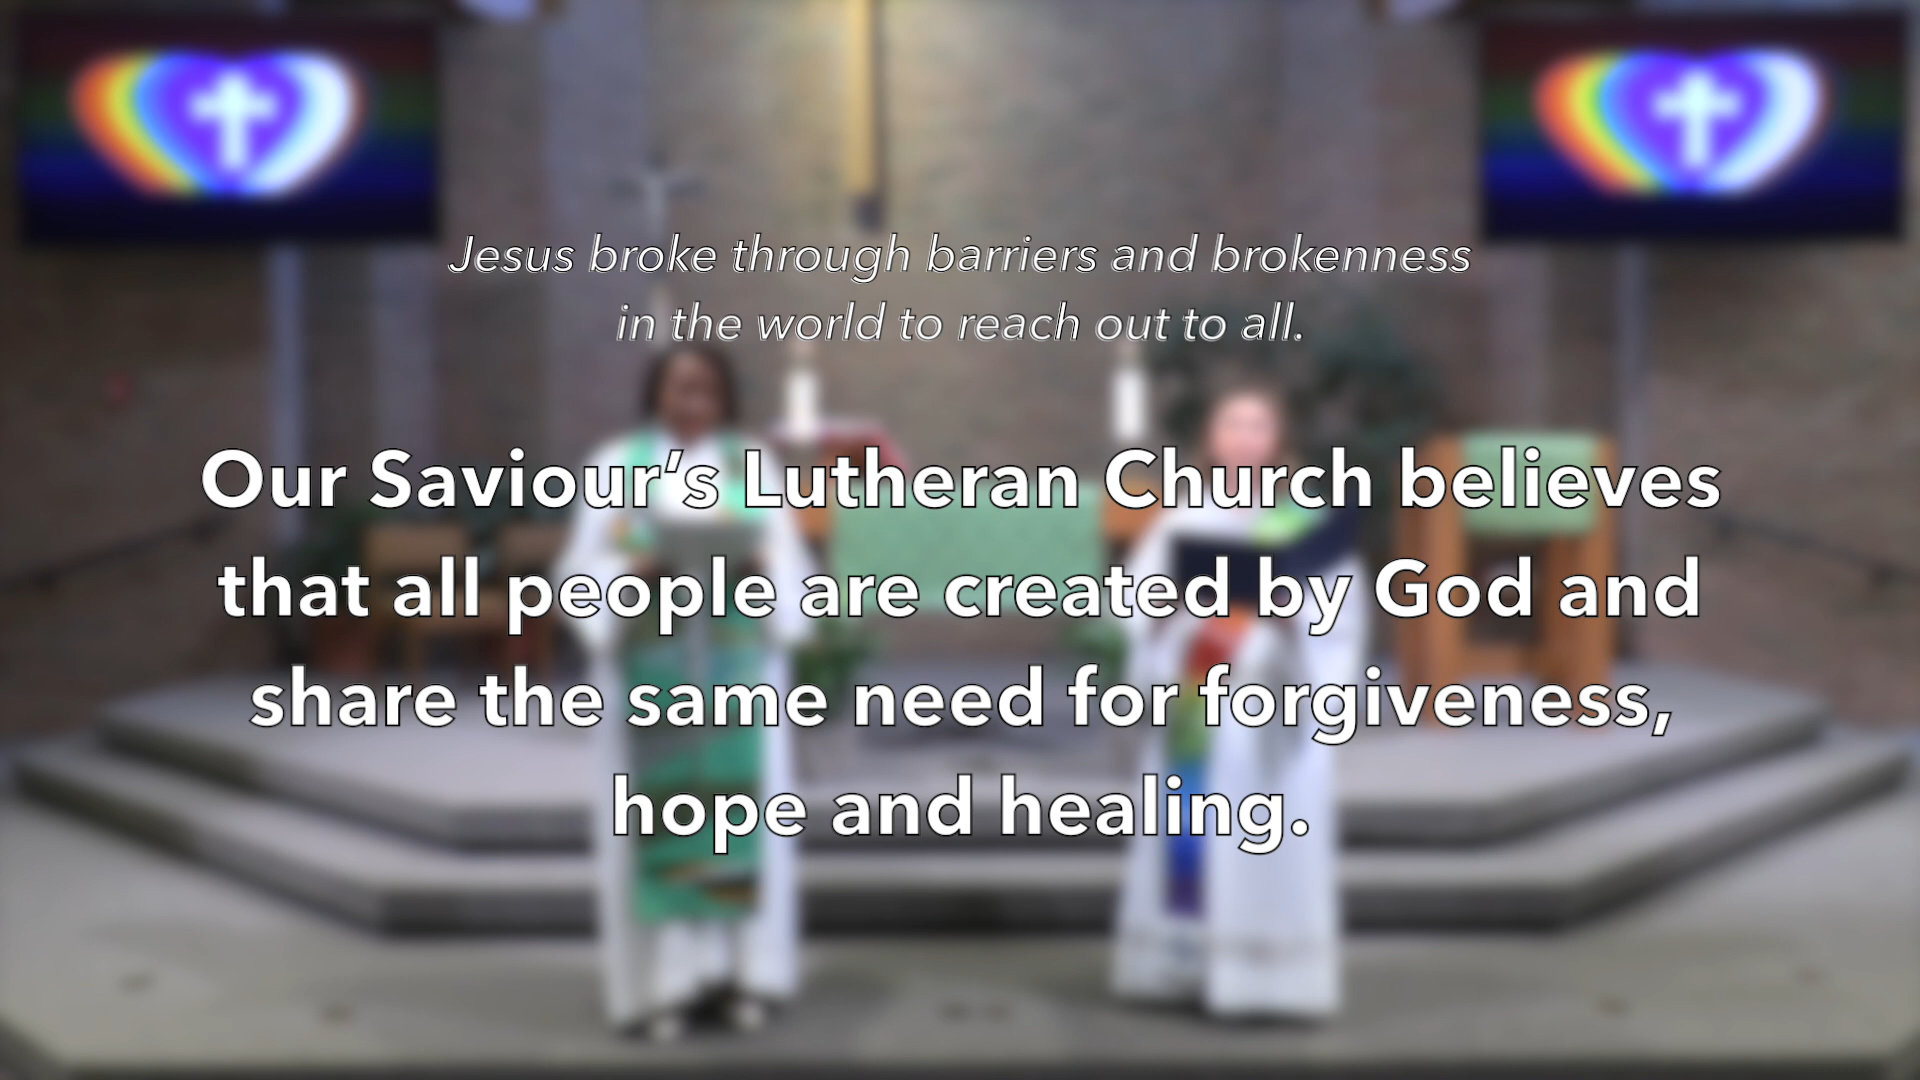 Jesus broke through barriers and brokenness
in the world to reach out to all.
Our Saviour‘s Lutheran Church believes
that all people are created by God and
share the same need for forgiveness,
hope and healing.